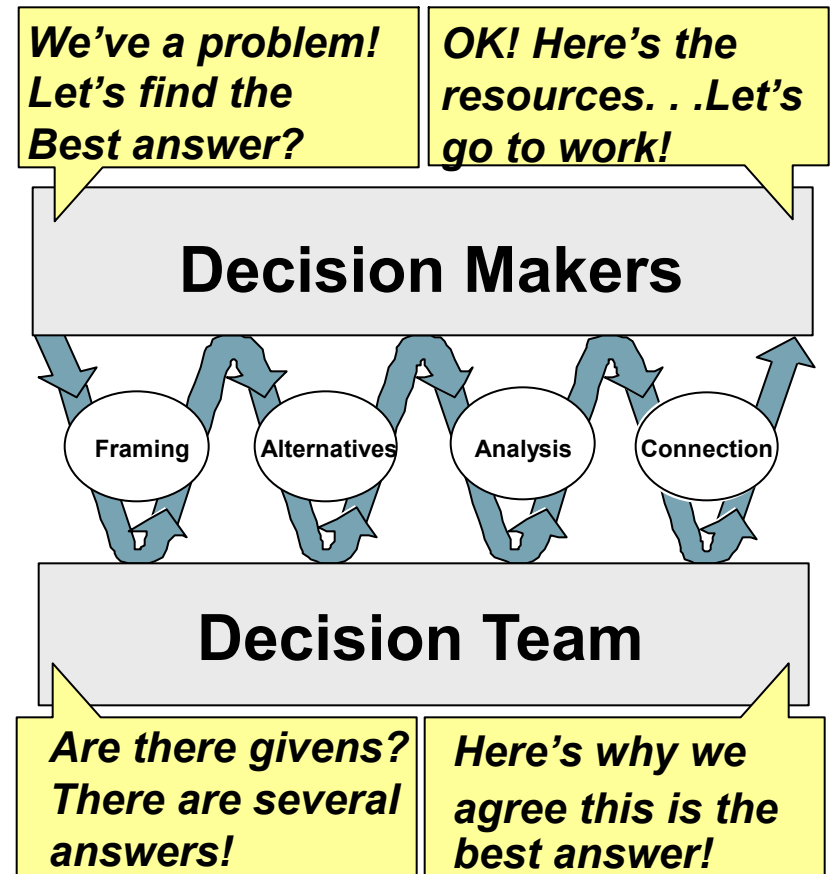 We've a problem!
Let's find the
Best answer?
OK! Here's the
resources. . .Let's
go to work!
Decision Makers
Framing
Alternatives
Analysis
Connection
Decision Team
Are there givens?
There are several
answers!
Here's why we
agree this is the
best answer!